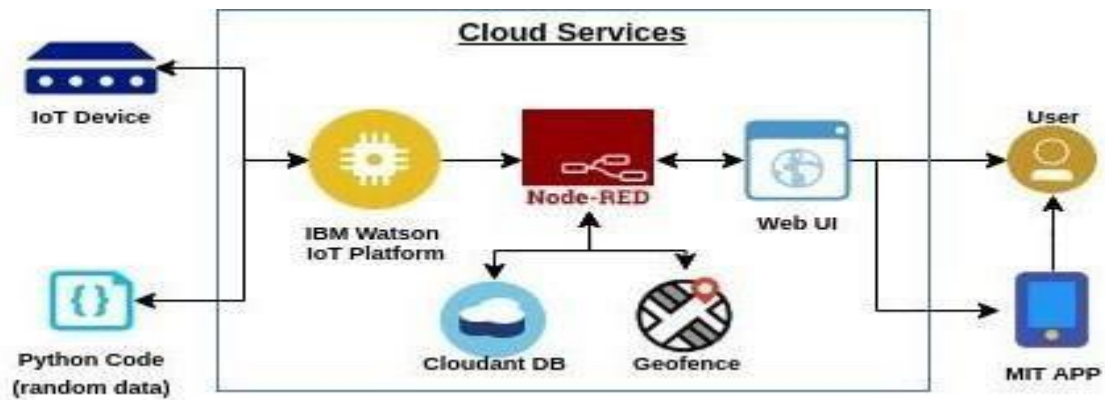 Cloud Services
IoT Device
IBM Watson
IoT Platform
Node-RED
Web UI
User
Python Code
(random data)
{}
Cloudant DB
Geofence
MIT APP